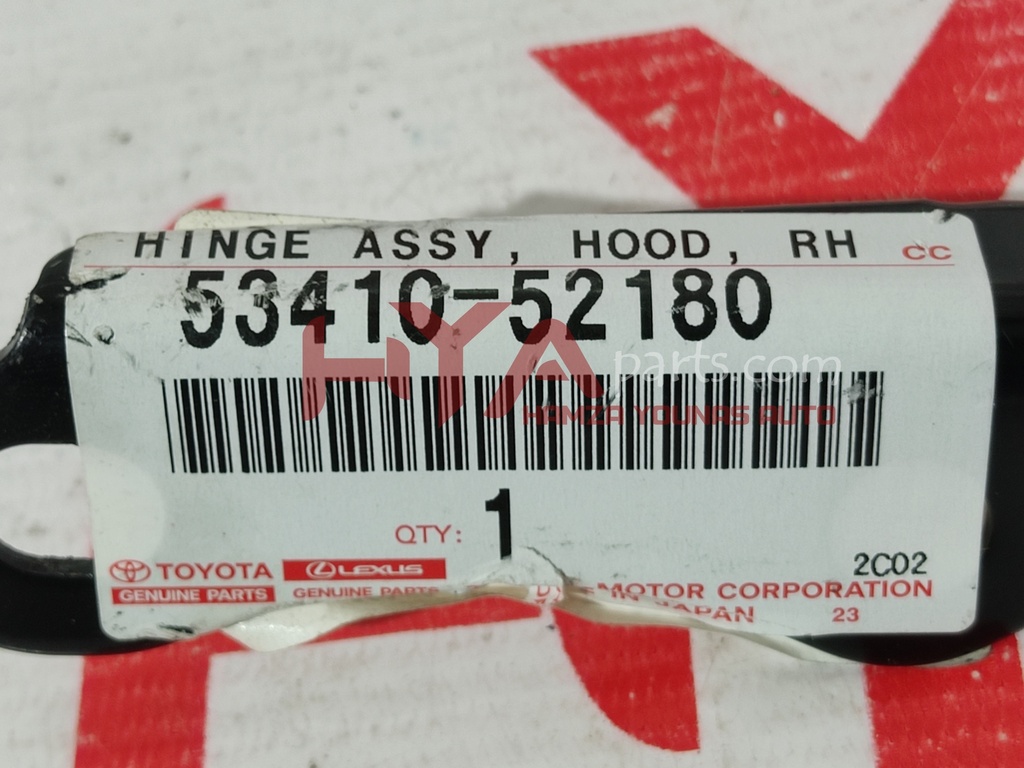 HINGE ASSY, HOOD, RH CC
53410-52180
HYA parts.com
HAMZA YOUNAS AUTO
QTY: 1
2C02
TOYOTA LEXUS
GENUINE PARTS GENUINE PARTS MOTOR CORPORATION
JAPAN 23